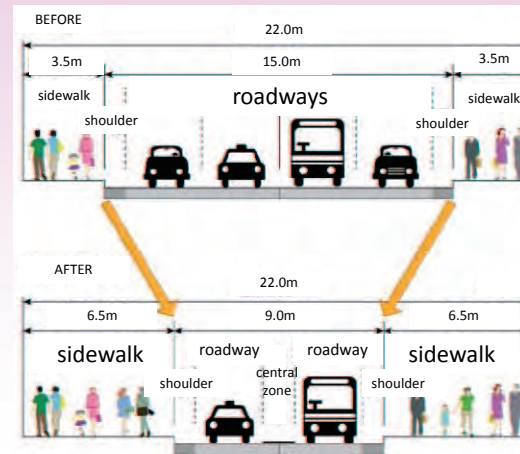 BEFORE
22.0m
3.5m 15.0m 3.5m
sidewalk roadways sidewalk
shoulder shoulder
AFTER
22.0m
6.5m 9.0m 6.5m
sidewalk roadway roadway sidewalk
shoulder central zone shoulder